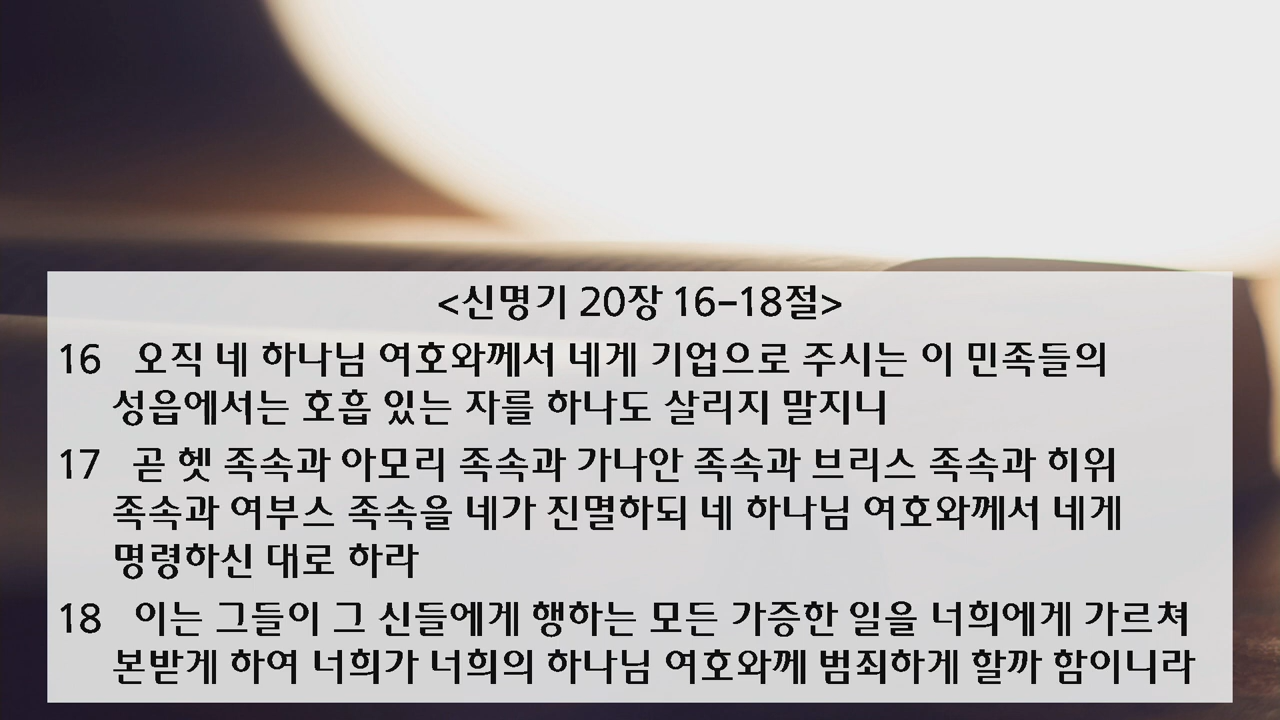 <신명기 20장 16-18절>
16 오직 네 하나님 여호와께서 네게 기업으로 주시는 이 민족들의
성읍에서는 호흡 있는 자를 하나도 살리지 말지니
17 곧 헷 족속과 아모리 족속과 가나안 족속과 브리스 족속과 히위
족속과 여부스 족속을 네가 진멸하되 네 하나님 여호와께서 네게
명령하신 대로 하라
18 이는 그들이 그 신들에게 행하는 모든 가증한 일을 너희에게 가르쳐
본받게 하여 너희가 너희의 하나님 여호와께 범죄하게 할까 함이니라